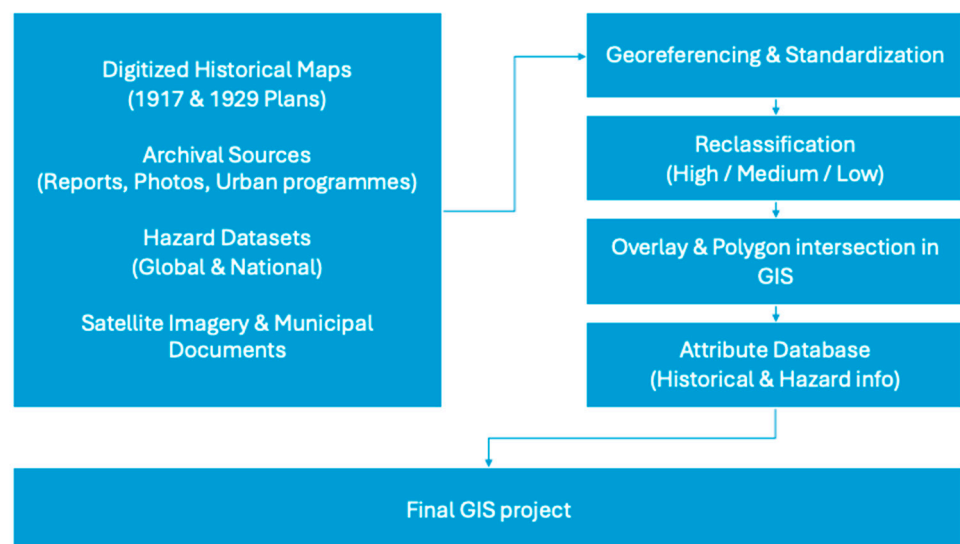 Digitized Historical Maps
(1917 & 1929 Plans)
Archival Sources
(Reports, Photos, Urban programmes)
Hazard Datasets
(Global & National)
Satellite Imagery & Municipal
Documents
Georeferencing & Standardization
Reclassification
(High / Medium / Low)
Overlay & Polygon intersection in
GIS
Attribute Database
(Historical & Hazard info)
Final GIS project